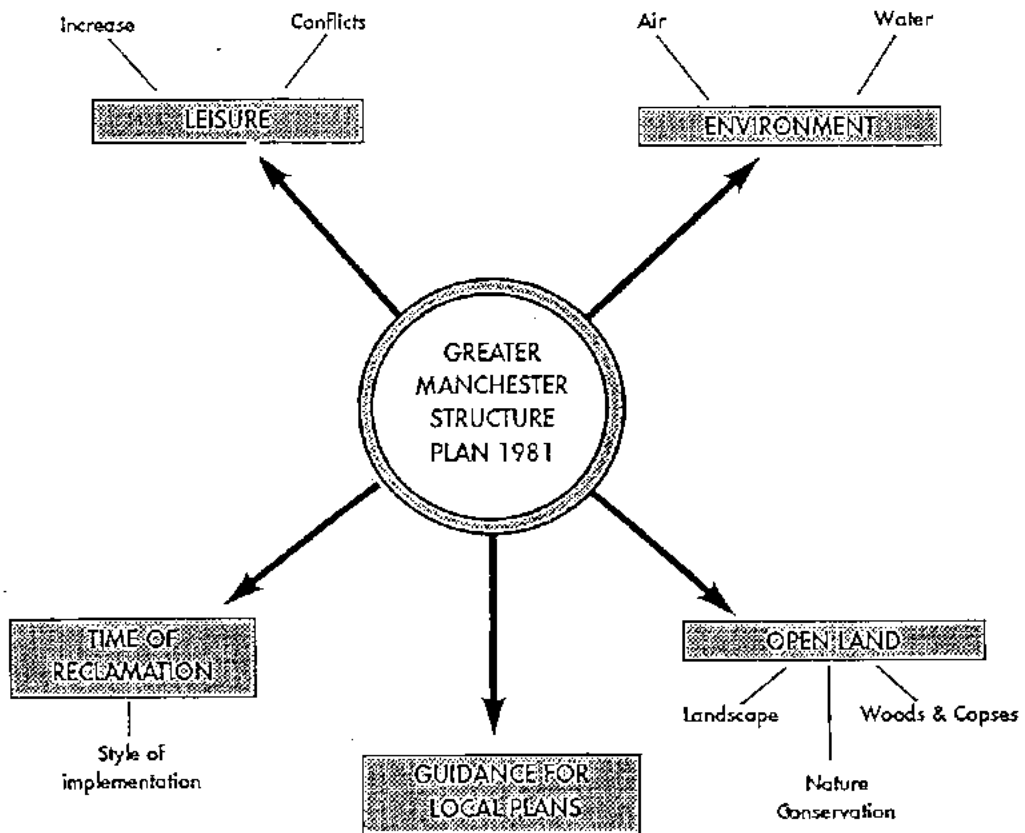 Increase
Conflicts
LEISURE
Air
Water
ENVIRONMENT
GREATER
MANCHESTER
STRUCTURE
PLAN 1981
TIME OF
RECLAMATION
Style of
implementation
GUIDANCE FOR
LOCAL PLANS
OPEN LAND
Landscape
Woods & Copses
Nature
Conservation